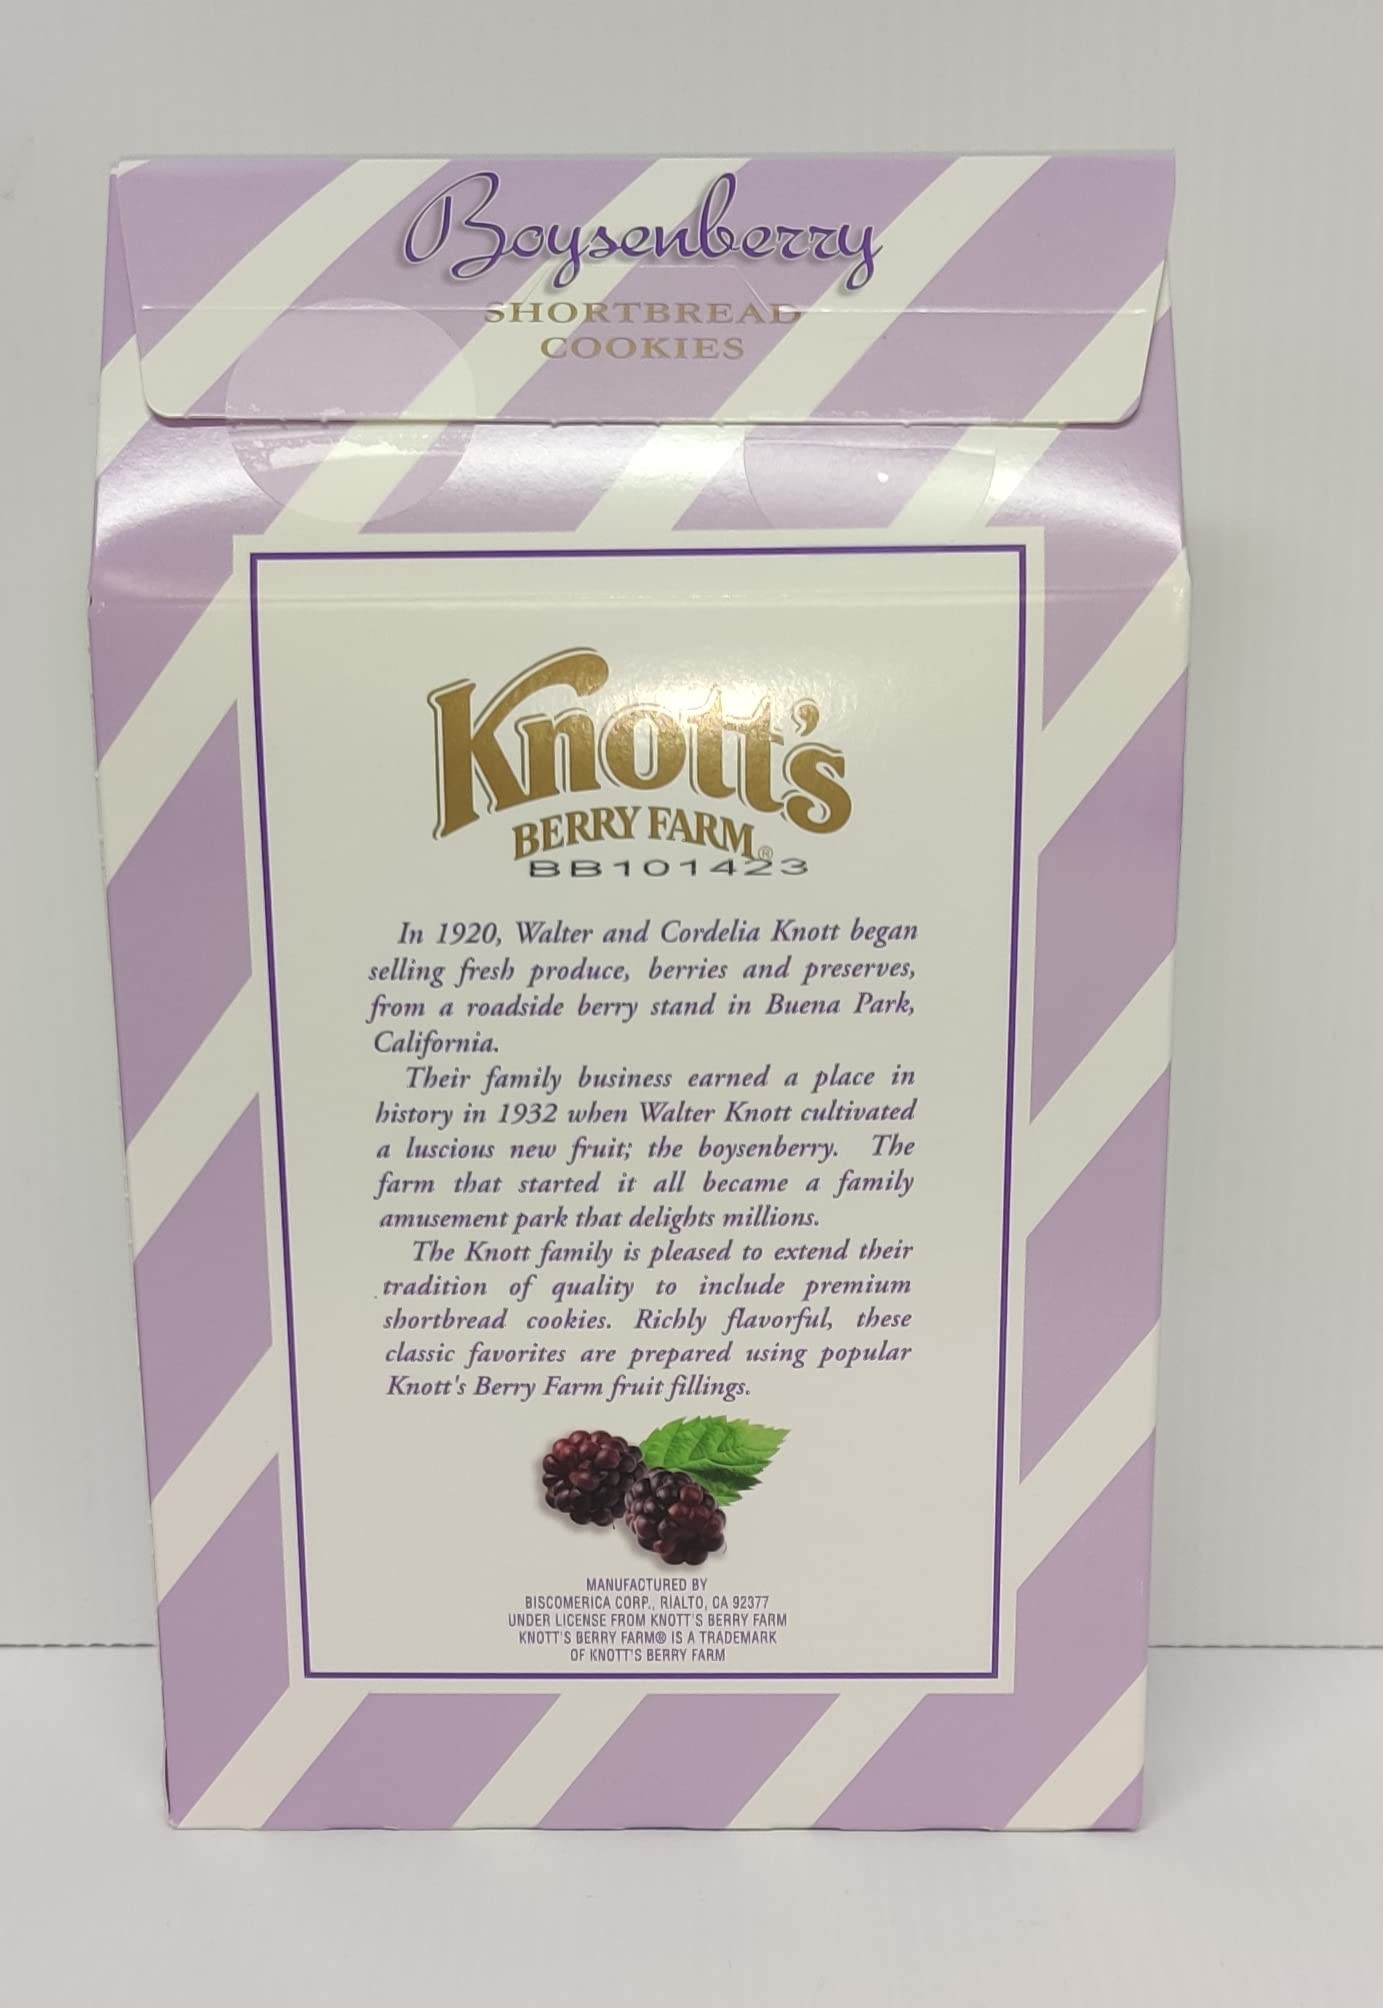 Boysenberry
SHORTBREAD
COOKIES
Knott's
BERRY FARM®
BB101423
In 1920, Walter and Cordelia Knott began
selling fresh produce, berries and preserves,
from a roadside berry stand in Buena Park,
California.
Their family business earned a place in
history in 1932 when Walter Knott cultivated
a luscious new fruit; the boysenberry. The
farm that started it all became a family
amusement park that delights millions.
The Knott family is pleased to extend their
tradition of quality to include premium
shortbread cookies. Richly flavorful, these
classic favorites are prepared using popular
Knott's Berry Farm fruit fillings.
MANUFACTURED BY
BISCOMERICA CORP., RIALTO, CA 92377
UNDER LICENSE FROM KNOTT'S BERRY FARM
KNOTT'S BERRY FARM® IS A TRADEMARK
OF KNOTT'S BERRY FARM